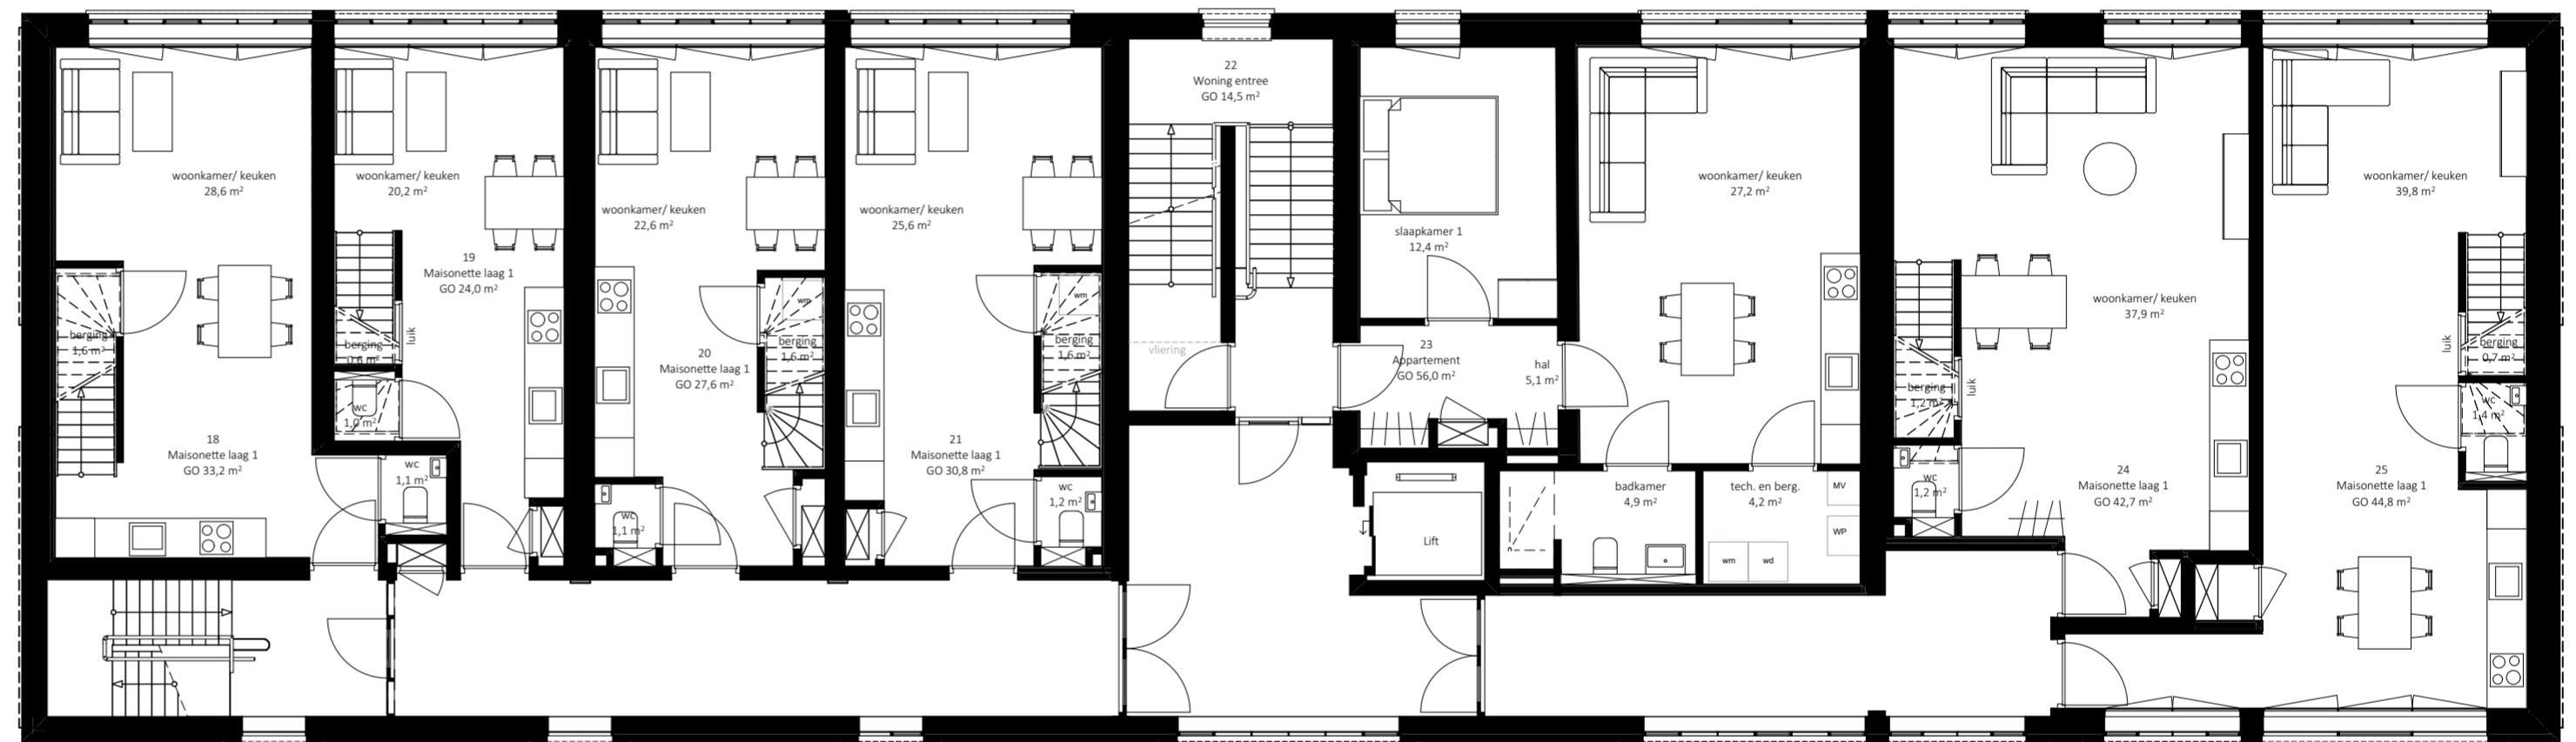 woonkamer/ keuken
28,6 m²
berging
1,6 m²
18
Maisonette laag 1
GO 33,2 m²
wc
1,1 m²
woonkamer/ keuken
20,2 m²
19
Maisonette laag 1
GO 24,0 m²
luik
berging
0,6 m²
wc
1,0 m²
woonkamer/ keuken
22,6 m²
20
Maisonette laag 1
GO 27,6 m²
wm
berging
1,6 m²
wc
1,1 m²
woonkamer/ keuken
25,6 m²
wm
berging
1,6 m²
21
Maisonette laag 1
GO 30,8 m²
wc
1,2 m²
22
Woning entree
GO 14,5 m²
vliering
slaapkamer 1
12,4 m²
23
Appartement
GO 56,0 m²
hal
5,1 m²
Lift
woonkamer/ keuken
27,2 m²
badkamer
4,9 m²
tech. en berg.
4,2 m²
MV
WP
wm
wd
woonkamer/ keuken
37,9 m²
berging
1,2 m²
luik
wc
1,2 m²
24
Maisonette laag 1
GO 42,7 m²
woonkamer/ keuken
39,8 m²
luik
berging
0,7 m²
wc
1,4 m²
25
Maisonette laag 1
GO 44,8 m²